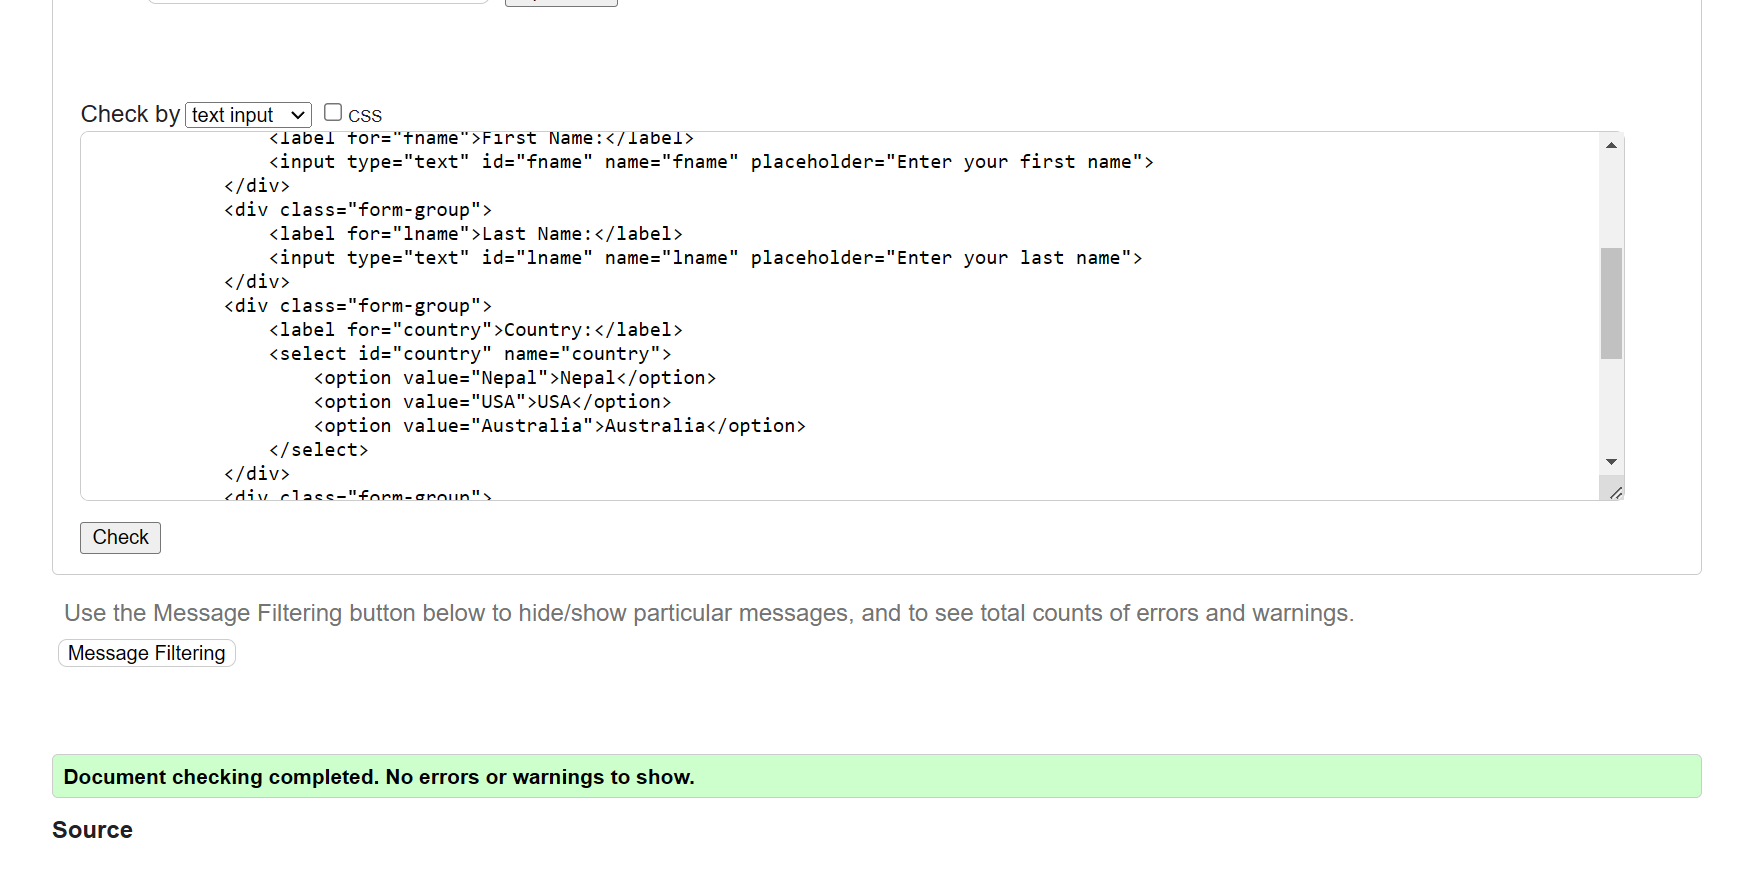 Check by text input CSS
<label for="fname">First Name:</label>
<input type="text" id="fname" name="fname" placeholder="Enter your first name">
</div>
<div class="form-group">
<label for="lname">Last Name:</label>
<input type="text" id="lname" name="lname" placeholder="Enter your last name">
</div>
<div class="form-group">
<label for="country">Country:</label>
<select id="country" name="country">
<option value="Nepal">Nepal</option>
<option value="USA">USA</option>
<option value="Australia">Australia</option>
</select>
</div>
<div class="form-group">
Check
Use the Message Filtering button below to hide/show particular messages, and to see total counts of errors and warnings.
Message Filtering
Document checking completed. No errors or warnings to show.
Source